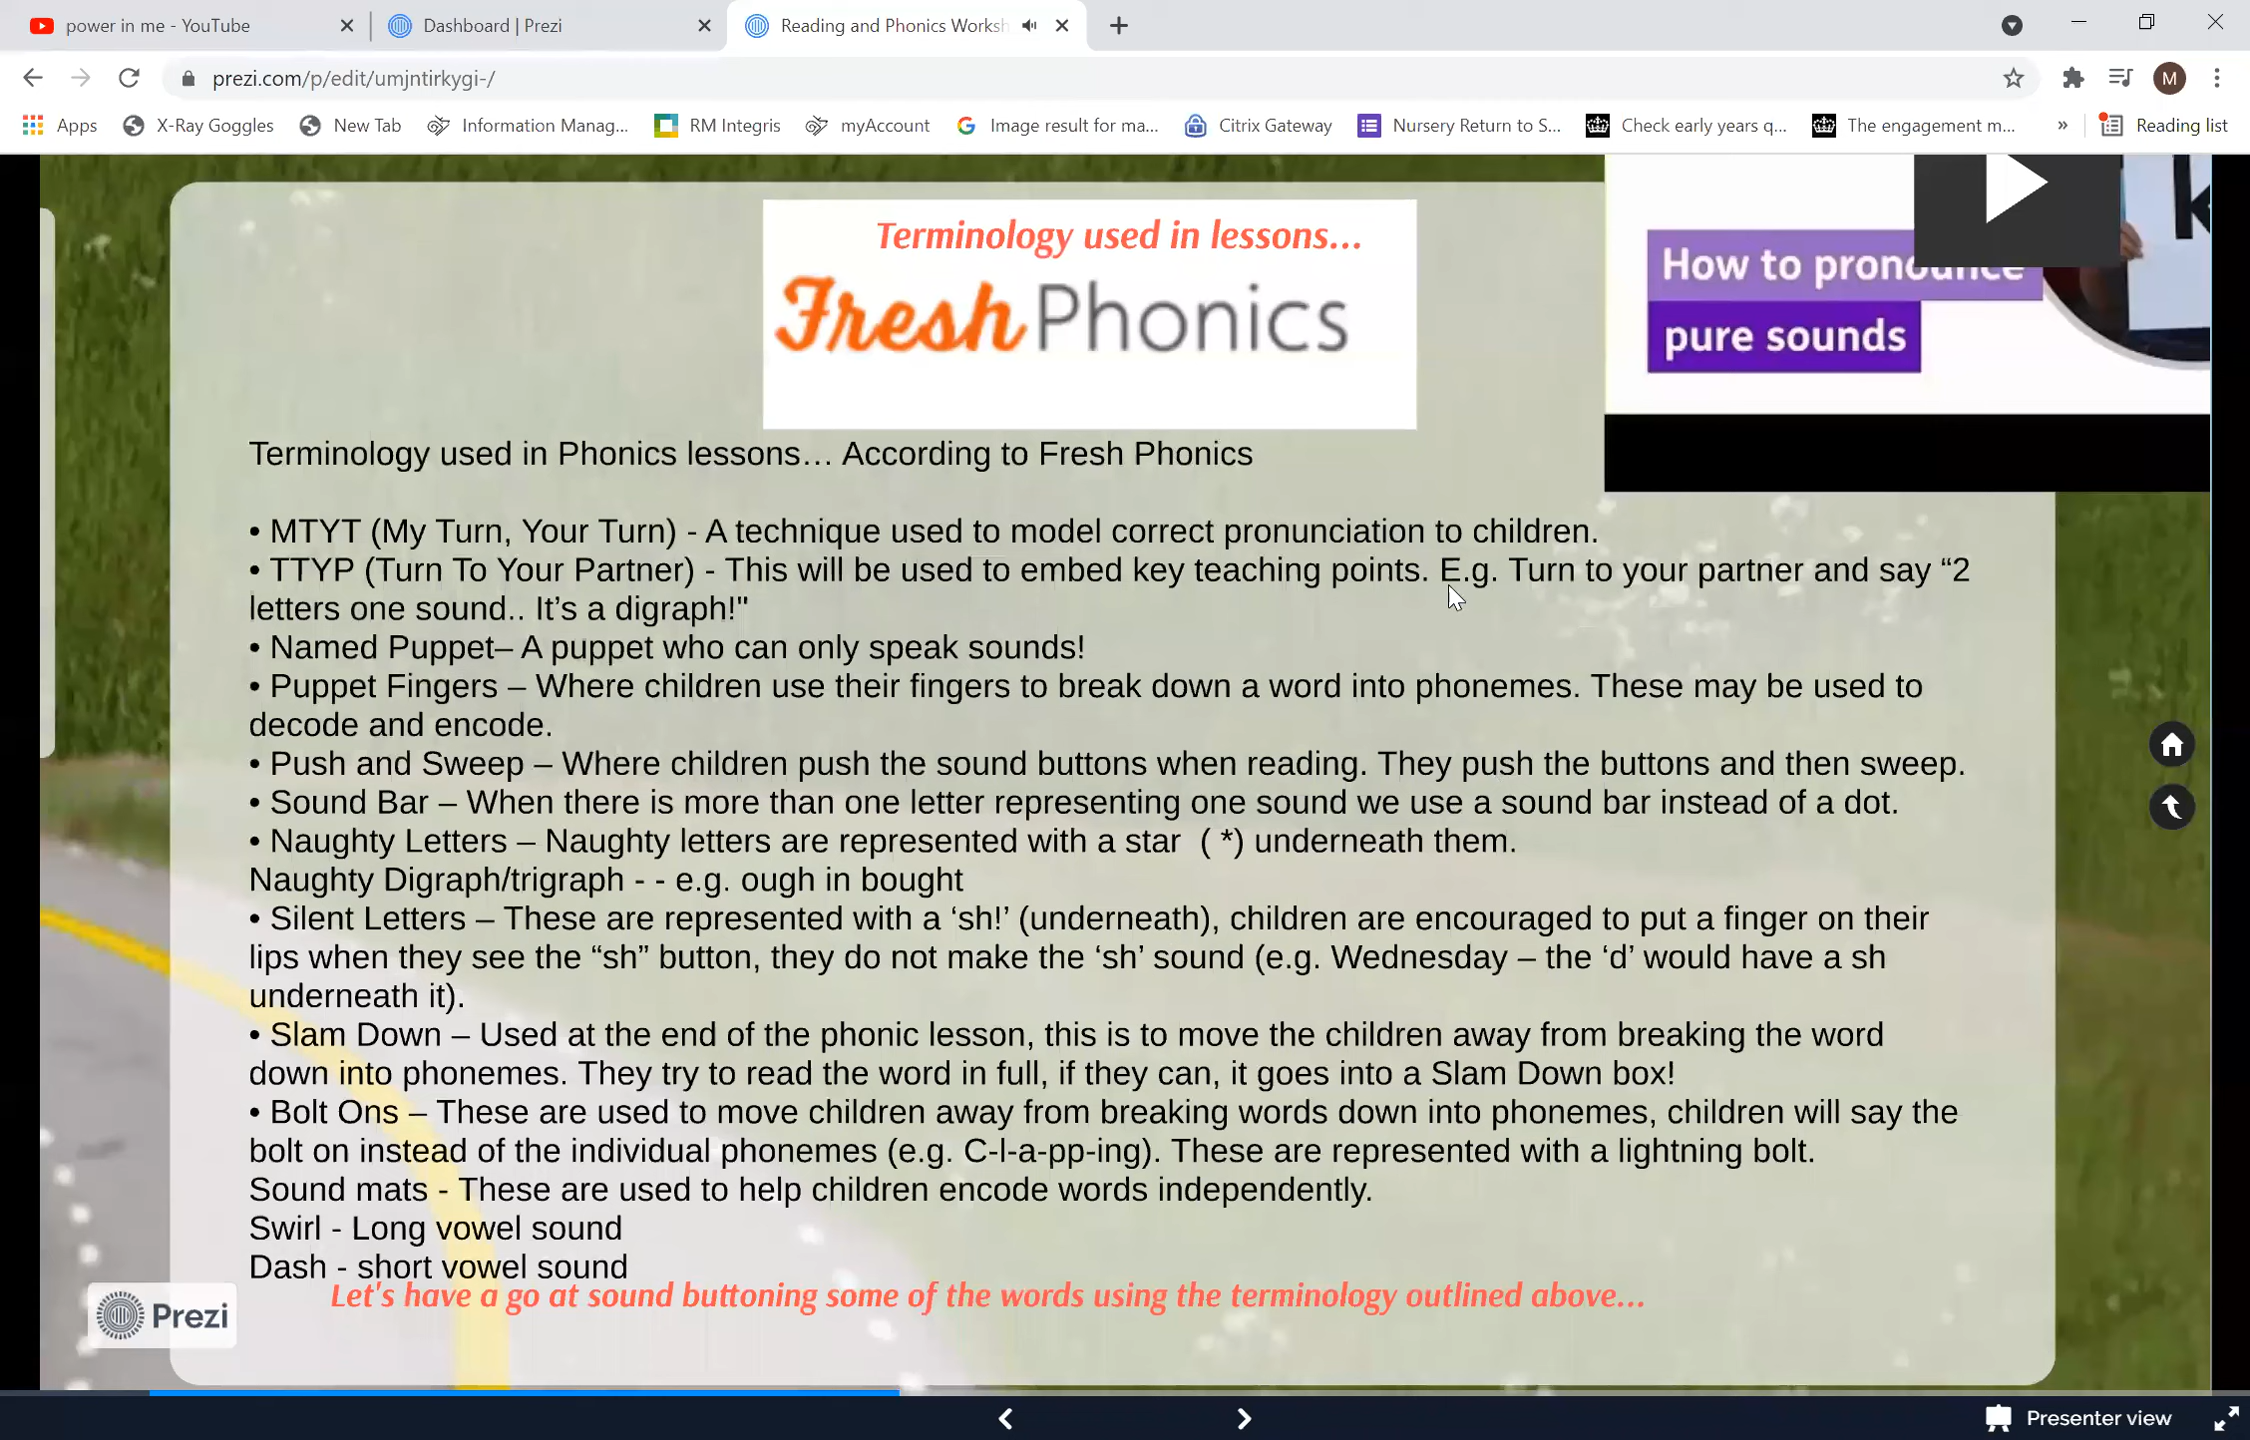 power in me - YouTube
Dashboard | Prezi
Reading and Phonics Worksh
prezi.com/p/edit/umjntirkygi-/
M
Apps
X-Ray Goggles
New Tab
Information Manag...
RM Integris
myAccount
Image result for ma...
Citrix Gateway
Nursery Return to S...
Check early years q...
The engagement m...
»
Reading list
Terminology used in lessons...
Fresh Phonics
How to pronounce
pure sounds
k
Terminology used in Phonics lessons… According to Fresh Phonics
• MTYT (My Turn, Your Turn) - A technique used to model correct pronunciation to children.
• TTYP (Turn To Your Partner) - This will be used to embed key teaching points. E.g. Turn to your partner and say “2
letters one sound.. It’s a digraph!"
• Named Puppet– A puppet who can only speak sounds!
• Puppet Fingers – Where children use their fingers to break down a word into phonemes. These may be used to
decode and encode.
• Push and Sweep – Where children push the sound buttons when reading. They push the buttons and then sweep.
• Sound Bar – When there is more than one letter representing one sound we use a sound bar instead of a dot.
• Naughty Letters – Naughty letters are represented with a star  ( *) underneath them.
Naughty Digraph/trigraph - - e.g. ough in bought
• Silent Letters – These are represented with a ‘sh!’ (underneath), children are encouraged to put a finger on their
lips when they see the “sh” button, they do not make the ‘sh’ sound (e.g. Wednesday – the ‘d’ would have a sh
underneath it).
• Slam Down – Used at the end of the phonic lesson, this is to move the children away from breaking the word
down into phonemes. They try to read the word in full, if they can, it goes into a Slam Down box!
• Bolt Ons – These are used to move children away from breaking words down into phonemes, children will say the
bolt on instead of the individual phonemes (e.g. C-l-a-pp-ing). These are represented with a lightning bolt.
Sound mats - These are used to help children encode words independently.
Swirl - Long vowel sound
Dash - short vowel sound
Let's have a go at sound buttoning some of the words using the terminology outlined above...
Prezi
Presenter view